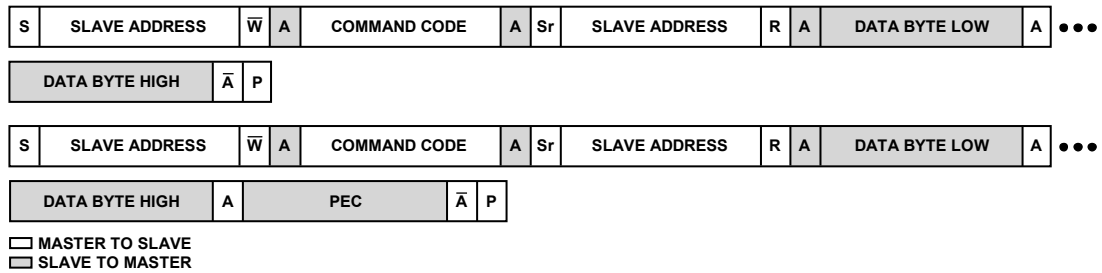 S SLAVE ADDRESS W̅ A COMMAND CODE A Sr SLAVE ADDRESS R A DATA BYTE LOW A •••
DATA BYTE HIGH A̅ P
S SLAVE ADDRESS W̅ A COMMAND CODE A Sr SLAVE ADDRESS R A DATA BYTE LOW A •••
DATA BYTE HIGH A PEC A̅ P
MASTER TO SLAVE
SLAVE TO MASTER